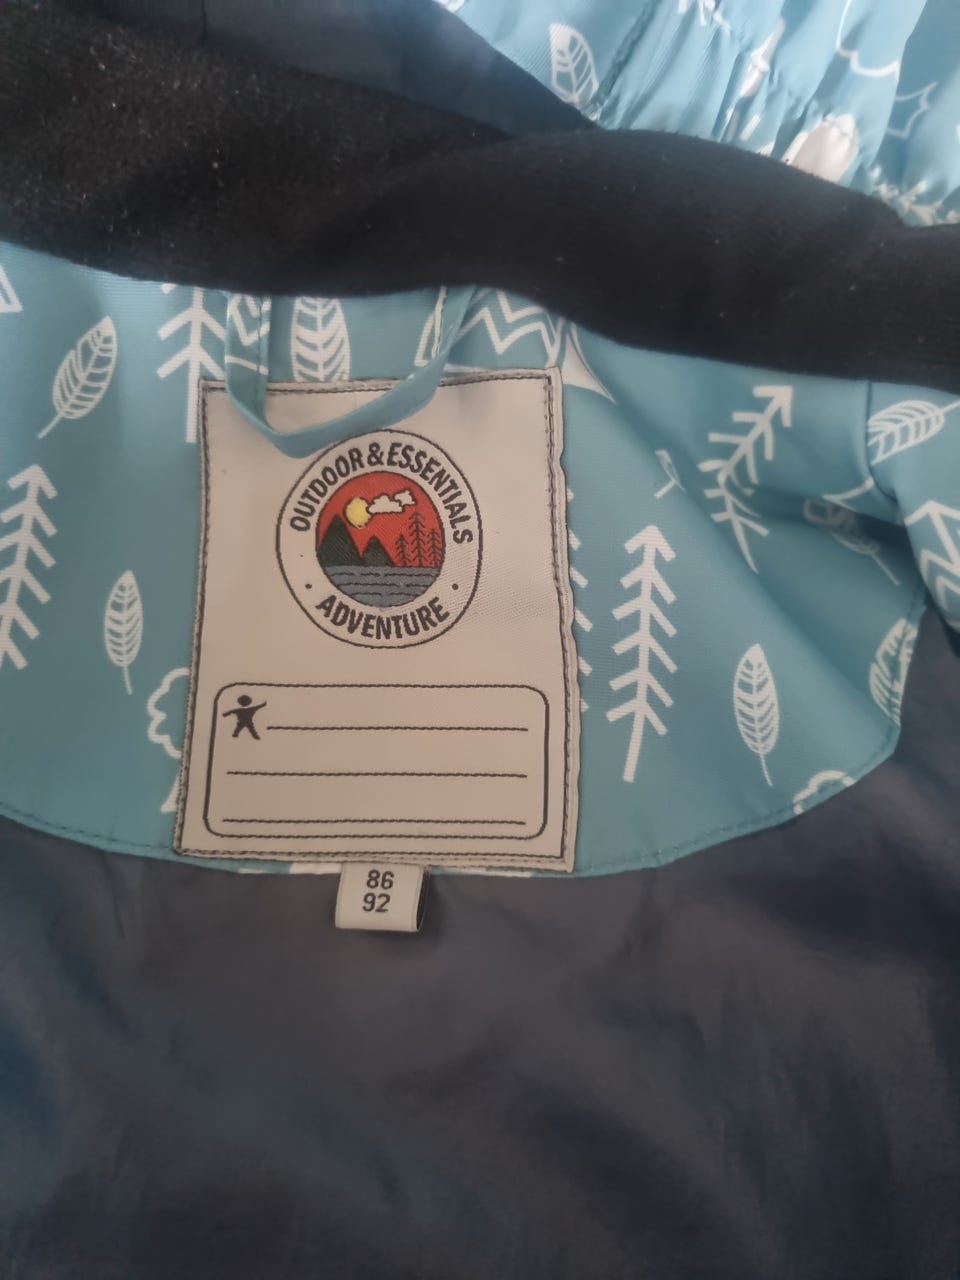 OUTDOOR & ESSENTIALS
ADVENTURE
86
92